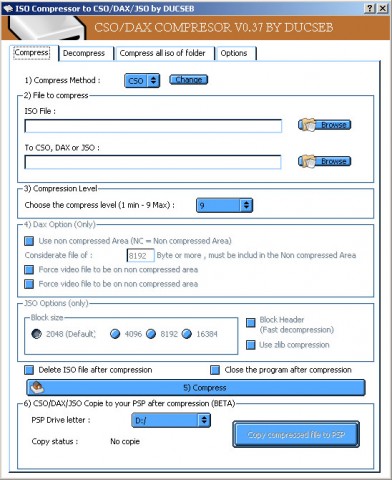 ISO Compressor to CSO/DAX/JSO by DUCSEB
CSO/DAX COMPRESOR V0.37 BY DUCSEB
Compress Decompress Compress all iso of folder Options
1) Compress Method : CSO Change
2) File to compress
ISO File :
Browse
To CSO, DAX or JSO :
Browse
3) Compression Level
Choose the compress level (1 min - 9 Max) : 9
4) Dax Option (Only)
Use non compressed Area (NC = Non compressed Area)
Considerate file of : 8192 Byte or more , must be includ in the Non compressed Area
Force video file to be on non compressed area
Force video file to be on non compressed area
JSO Options (only)
Block size
2048 (Default) 4096 8192 16384
Block Header
(Fast decompression)
Use zlib compression
Delete ISO file after compression Close the program after compression
5) Compress
6) CSO/DAX/JSO Copie to your PSP after compression (BETA)
PSP Drive letter : D:/
Copy compressed file to PSP
Copy status : No copie